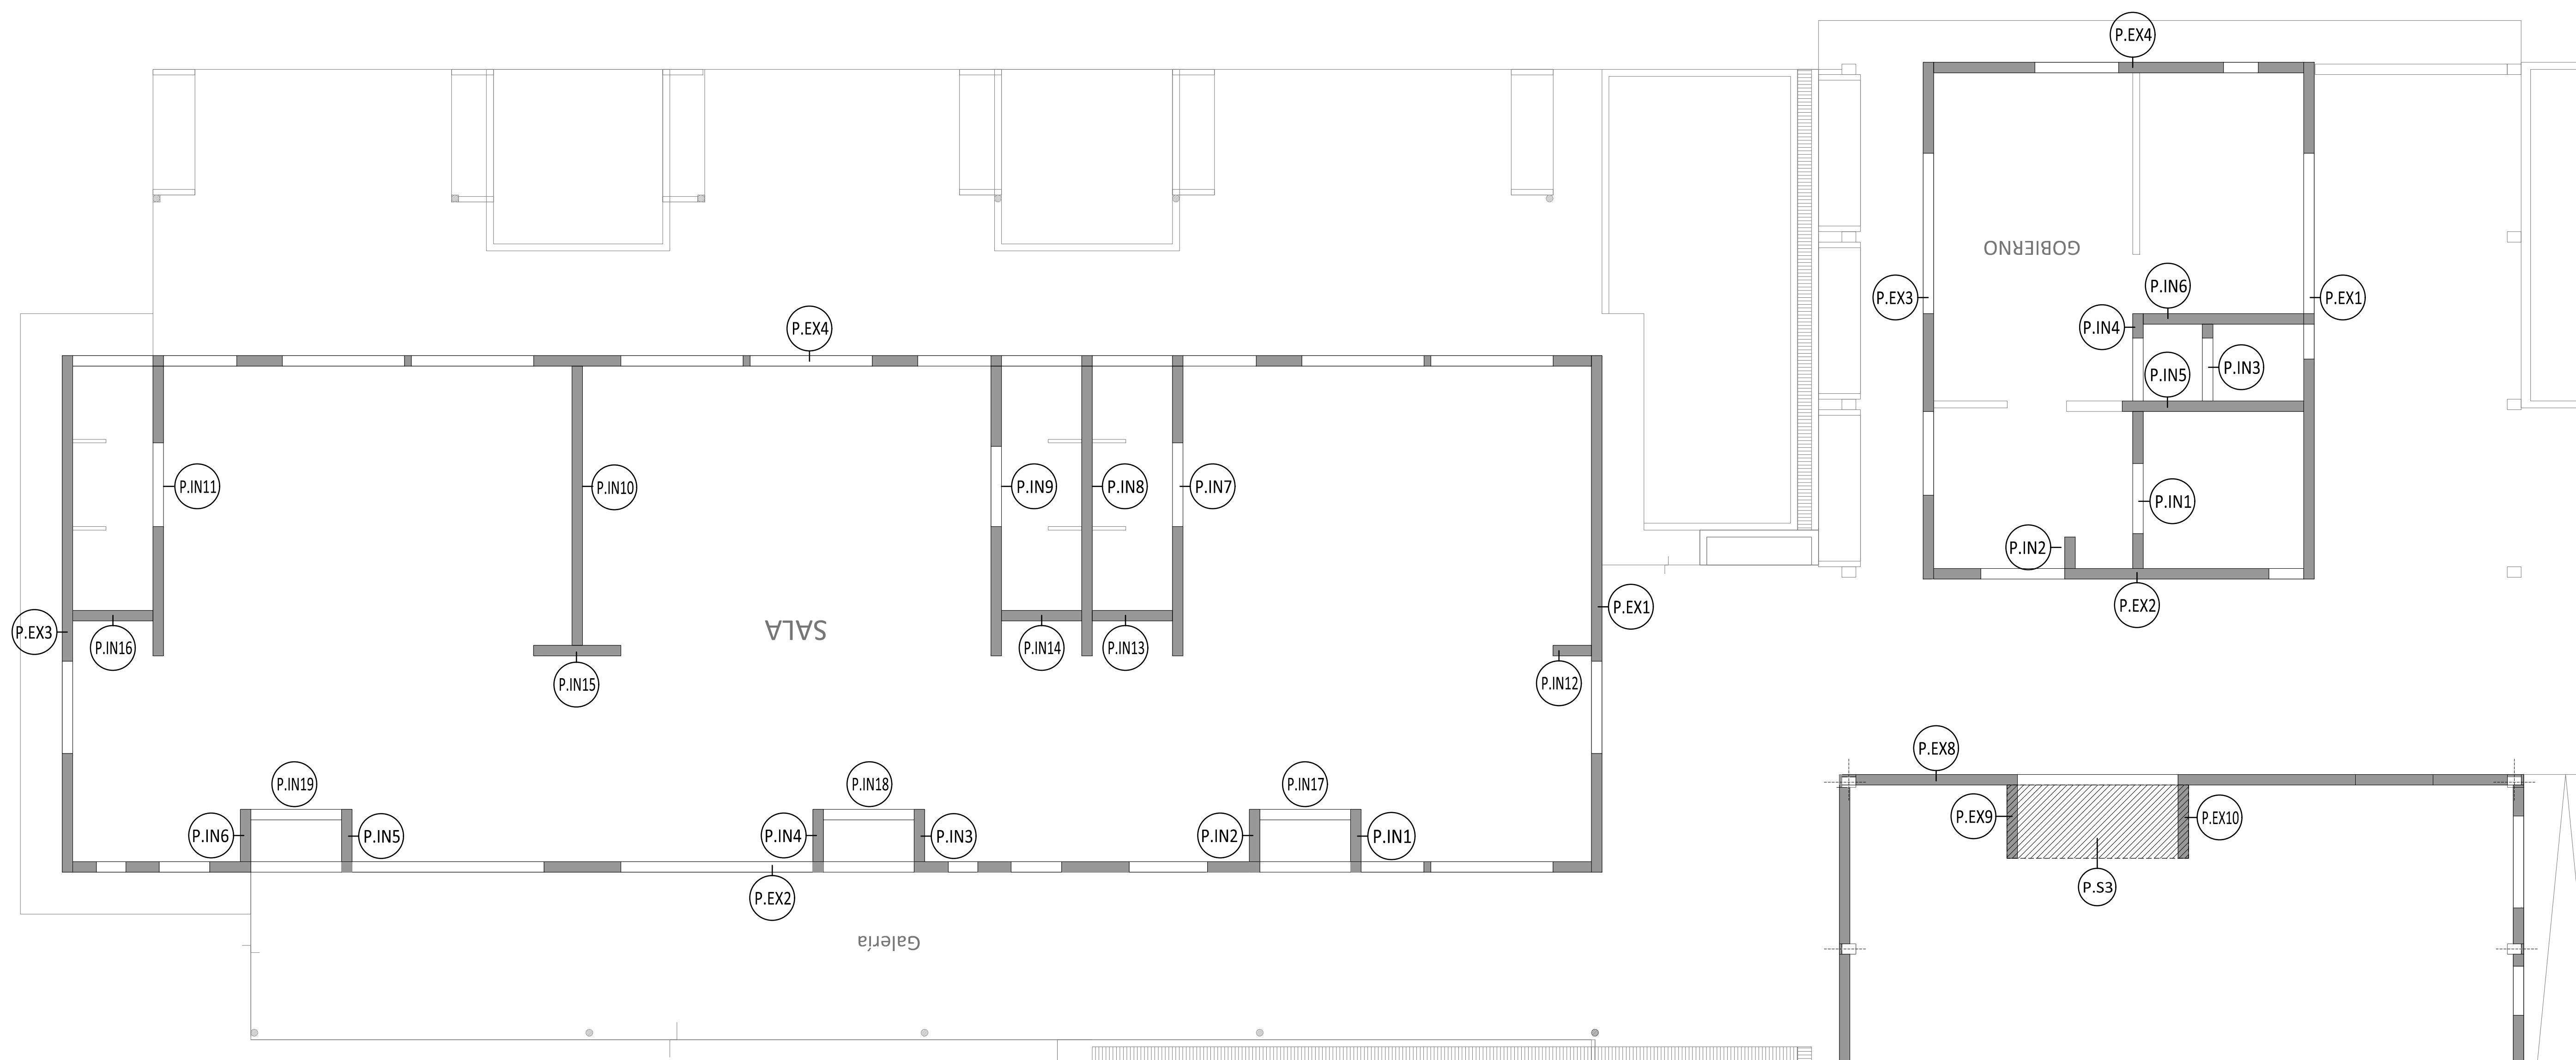 P.EX4
GOBIERNO
P.IN6
P.EX3
P.EX1
P.IN4
P.EX4
P.IN3
P.IN5
P.IN11
P.IN10
P.IN9
P.IN8
P.IN7
P.IN1
P.IN2
P.EX2
P.EX1
SALA
P.EX3
P.IN16
P.IN14
P.IN13
P.IN15
P.IN12
P.EX8
P.IN19
P.IN18
P.IN17
P.EX9
P.EX10
P.IN6
P.IN5
P.IN4
P.IN3
P.IN2
P.IN1
P.S3
P.EX2
Galería